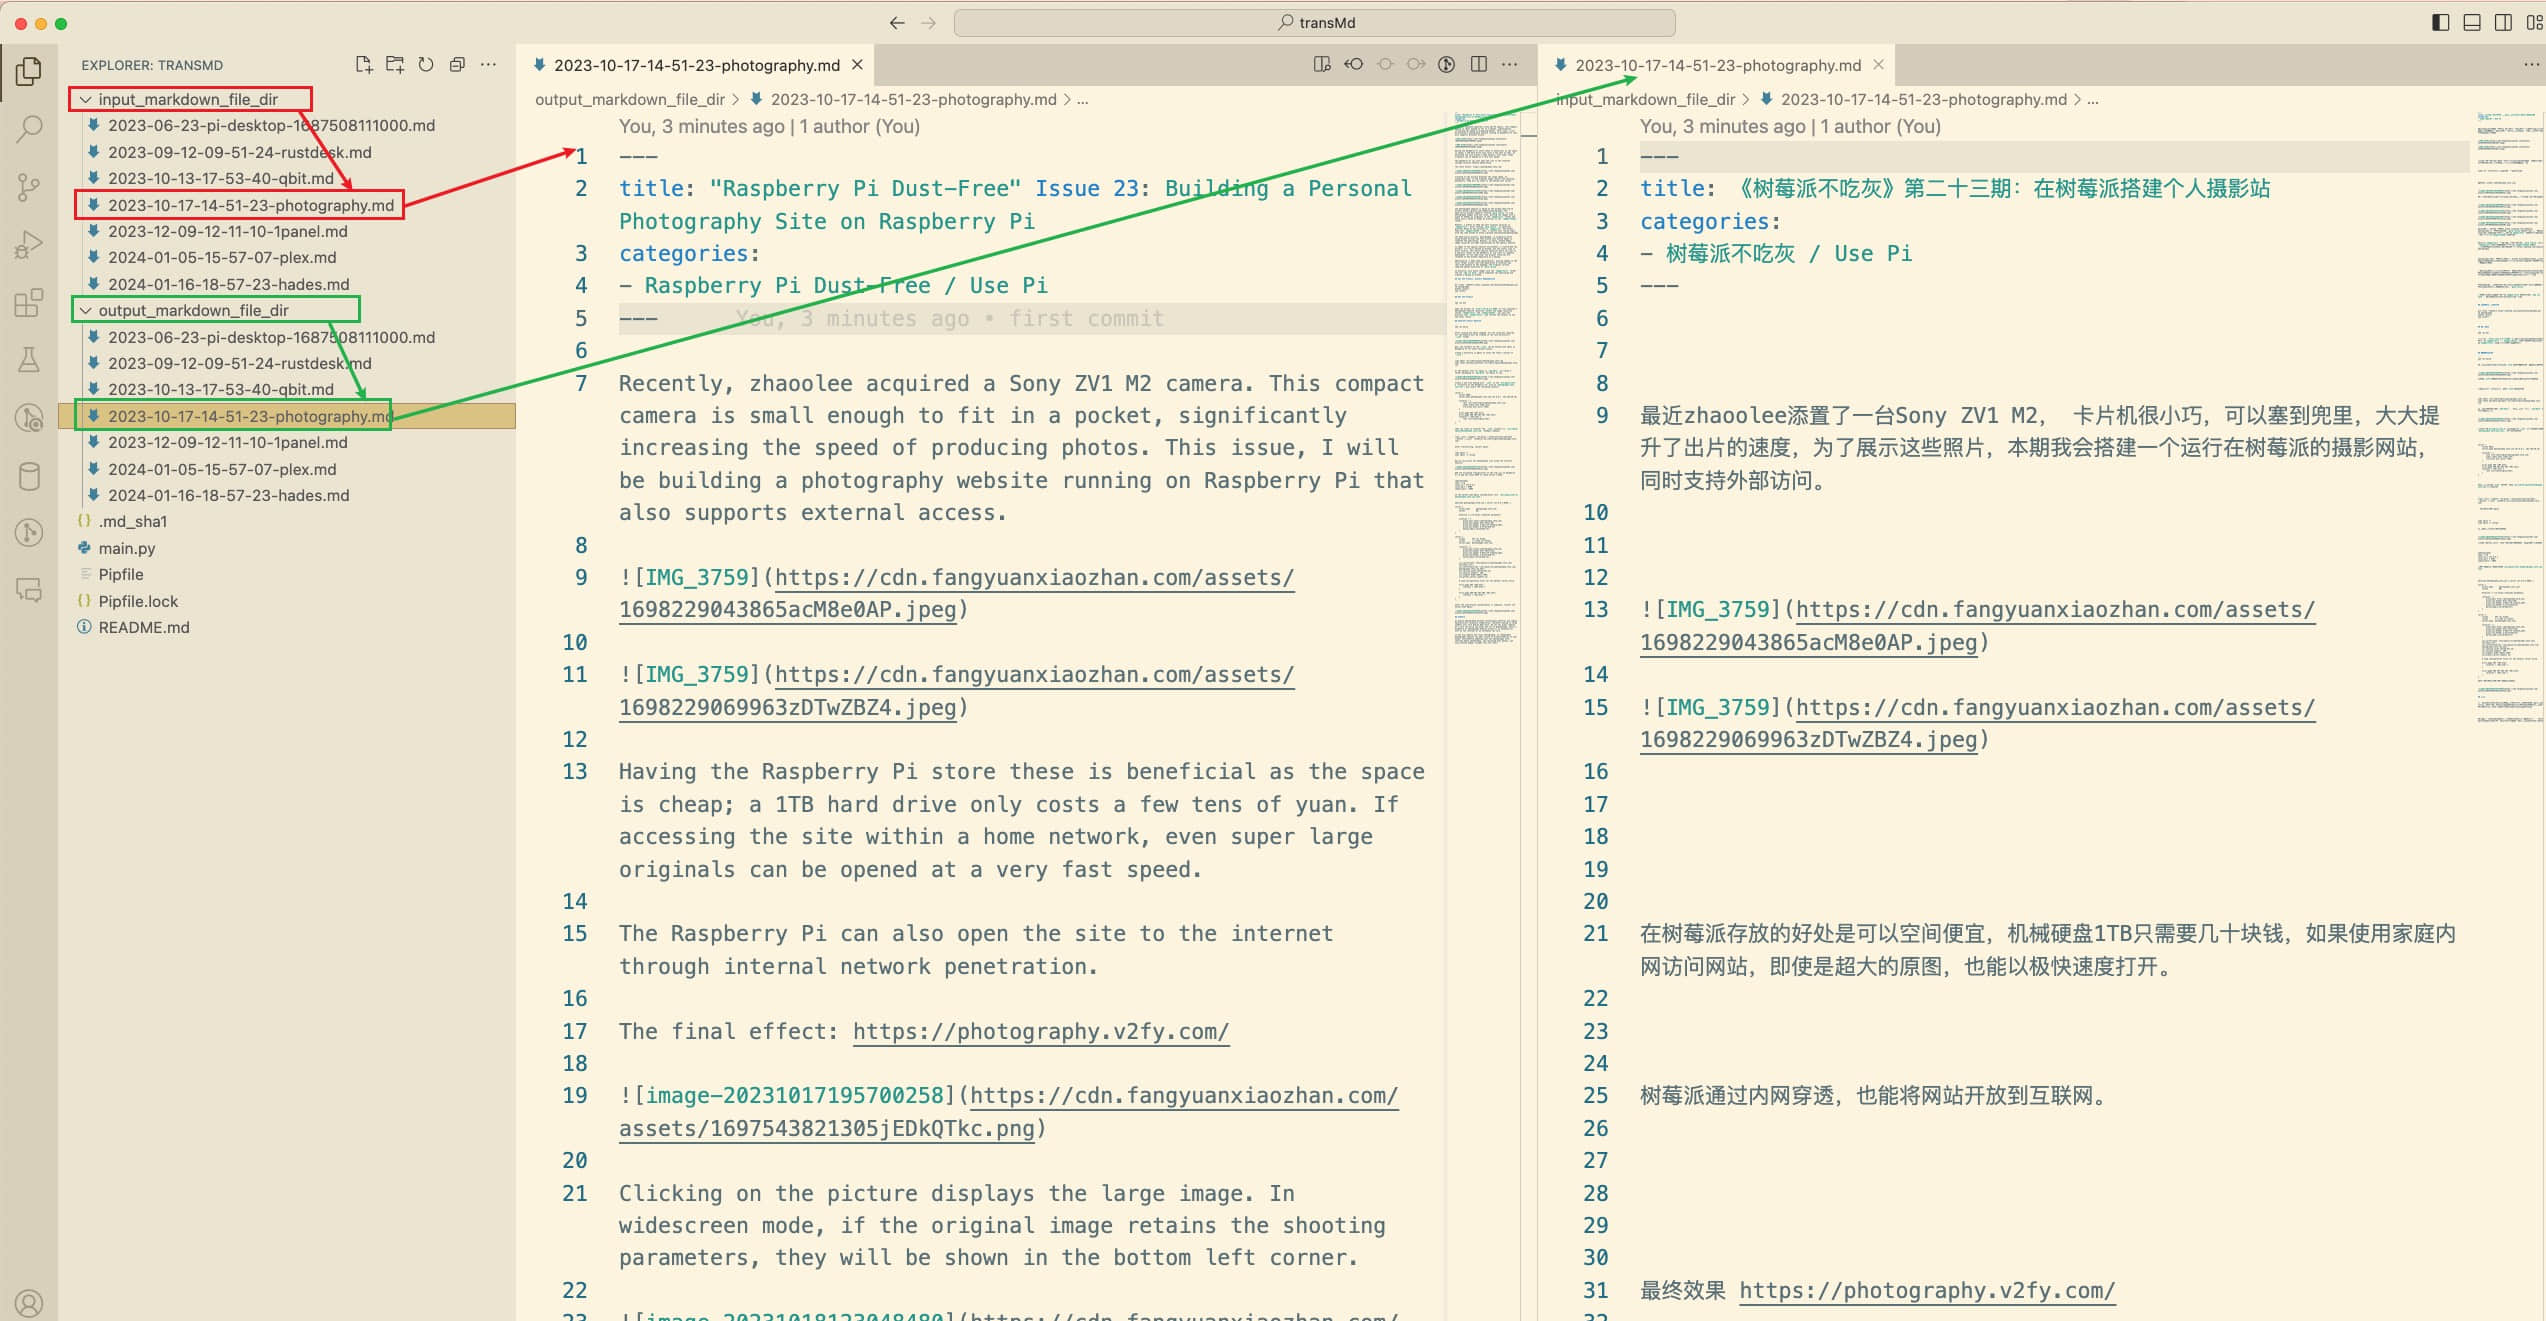 transMd
EXPLORER: TRANSMD
input_markdown_file_dir
2023-06-23-pi-desktop-1687508111000.md
2023-09-12-09-51-24-rustdesk.md
2023-10-13-17-53-40-qbit.md
2023-10-17-14-51-23-photography.md
2023-12-09-12-11-10-1panel.md
2024-01-05-15-57-07-plex.md
2024-01-16-18-57-23-hades.md
output_markdown_file_dir
2023-06-23-pi-desktop-1687508111000.md
2023-09-12-09-51-24-rustdesk.md
2023-10-13-17-53-40-qbit.md
2023-10-17-14-51-23-photography.md
2023-12-09-12-11-10-1panel.md
2024-01-05-15-57-07-plex.md
2024-01-16-18-57-23-hades.md
.md_sha1
main.py
Pipfile
Pipfile.lock
README.md
2023-10-17-14-51-23-photography.md
output_markdown_file_dir > 2023-10-17-14-51-23-photography.md > ...
You, 3 minutes ago | 1 author (You)
1 ---
2 title: "Raspberry Pi Dust-Free" Issue 23: Building a Personal
Photography Site on Raspberry Pi
3 categories:
4 - Raspberry Pi Dust-Free / Use Pi
5 --- You, 3 minutes ago • first commit
6
7 Recently, zhaoolee acquired a Sony ZV1 M2 camera. This compact
camera is small enough to fit in a pocket, significantly
increasing the speed of producing photos. This issue, I will
be building a photography website running on Raspberry Pi that
also supports external access.
8
9 ![IMG_3759](https://cdn.fangyuanxiaozhan.com/assets/
1698229043865acM8e0AP.jpeg)
10
11 ![IMG_3759](https://cdn.fangyuanxiaozhan.com/assets/
1698229069963zDTwZBZ4.jpeg)
12
13 Having the Raspberry Pi store these is beneficial as the space
is cheap; a 1TB hard drive only costs a few tens of yuan. If
accessing the site within a home network, even super large
originals can be opened at a very fast speed.
14
15 The Raspberry Pi can also open the site to the internet
through internal network penetration.
16
17 The final effect: https://photography.v2fy.com/
18
19 ![image-20231017195700258](https://cdn.fangyuanxiaozhan.com/
assets/1697543821305jEDkQTkc.png)
20
21 Clicking on the picture displays the large image. In
widescreen mode, if the original image retains the shooting
parameters, they will be shown in the bottom left corner.
22
23 ![image-20231018123048480](https://cdn.fangyuanxiaozhan.com/
2023-10-17-14-51-23-photography.md
input_markdown_file_dir > 2023-10-17-14-51-23-photography.md > ...
You, 3 minutes ago | 1 author (You)
1 ---
2 title: 《树莓派不吃灰》第二十三期：在树莓派搭建个人摄影站
3 categories:
4 - 树莓派不吃灰 / Use Pi
5 ---
6
7
8
9 最近zhaoolee添置了一台Sony ZV1 M2， 卡片机很小巧，可以塞到兜里，大大提
升了出片的速度，为了展示这些照片，本期我会搭建一个运行在树莓派的摄影网站，
同时支持外部访问。
10
11
12
13 ![IMG_3759](https://cdn.fangyuanxiaozhan.com/assets/
1698229043865acM8e0AP.jpeg)
14
15 ![IMG_3759](https://cdn.fangyuanxiaozhan.com/assets/
1698229069963zDTwZBZ4.jpeg)
16
17
18
19
20
21 在树莓派存放的好处是可以空间便宜，机械硬盘1TB只需要几十块钱，如果使用家庭内
网访问网站，即使是超大的原图，也能以极快速度打开。
22
23
24
25 树莓派通过内网穿透，也能将网站开放到互联网。
26
27
28
29
30
31 最终效果 https://photography.v2fy.com/
32